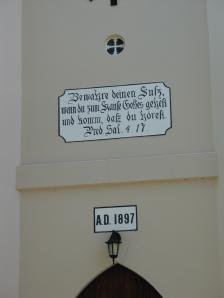 Bewahre deinen Fuß,
wenn du zum Hause Gottes gehest
und komm, daß du hörest.
Pred. Sal. 4. 17.
A.D. 1897